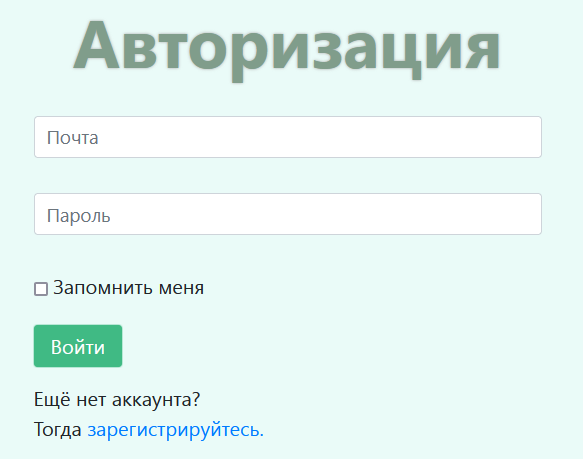 Авторизация
Почта
Пароль
Запомнить меня
Войти
Ещё нет аккаунта?
Тогда зарегистрируйтесь.